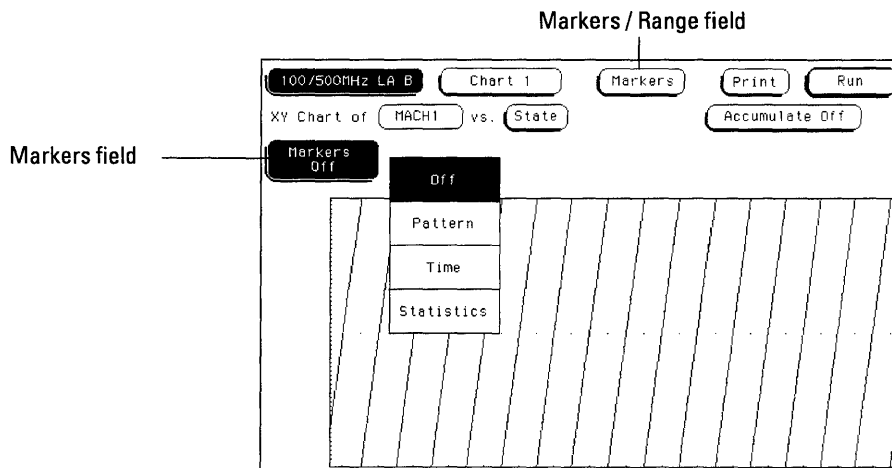 Markers / Range field
100/500MHz LA B Chart 1 Markers Print Run
XY Chart of MACH1 vs. State Accumulate Off
Markers field
Markers
Off
Off
Pattern
Time
Statistics